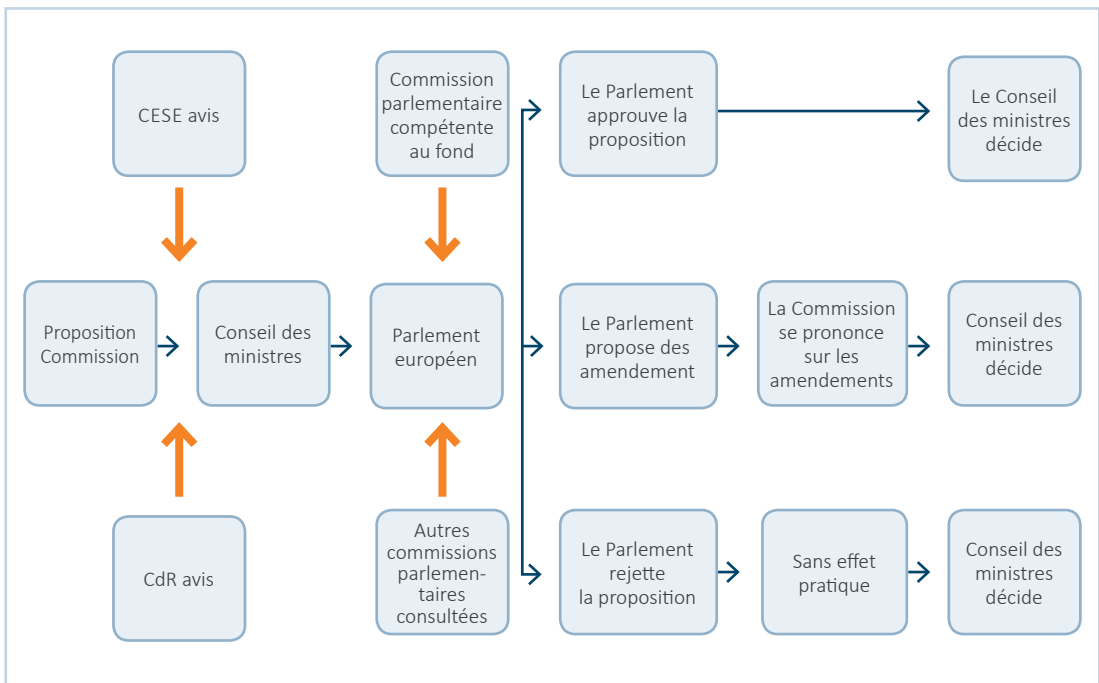 CESE avis
Commission
parlementaire
compétente
au fond
Le Parlement
approuve la
proposition
Le Conseil
des ministres
décide
Proposition
Commission
Conseil des
ministres
Parlement
européen
Le Parlement
propose des
amendement
La Commission
se prononce
sur les
amendements
Conseil des
ministres
décide
CdR avis
Autres
commissions
parlemen-
taires
consultées
Le Parlement
rejette
la proposition
Sans effet
pratique
Conseil des
ministres
décide